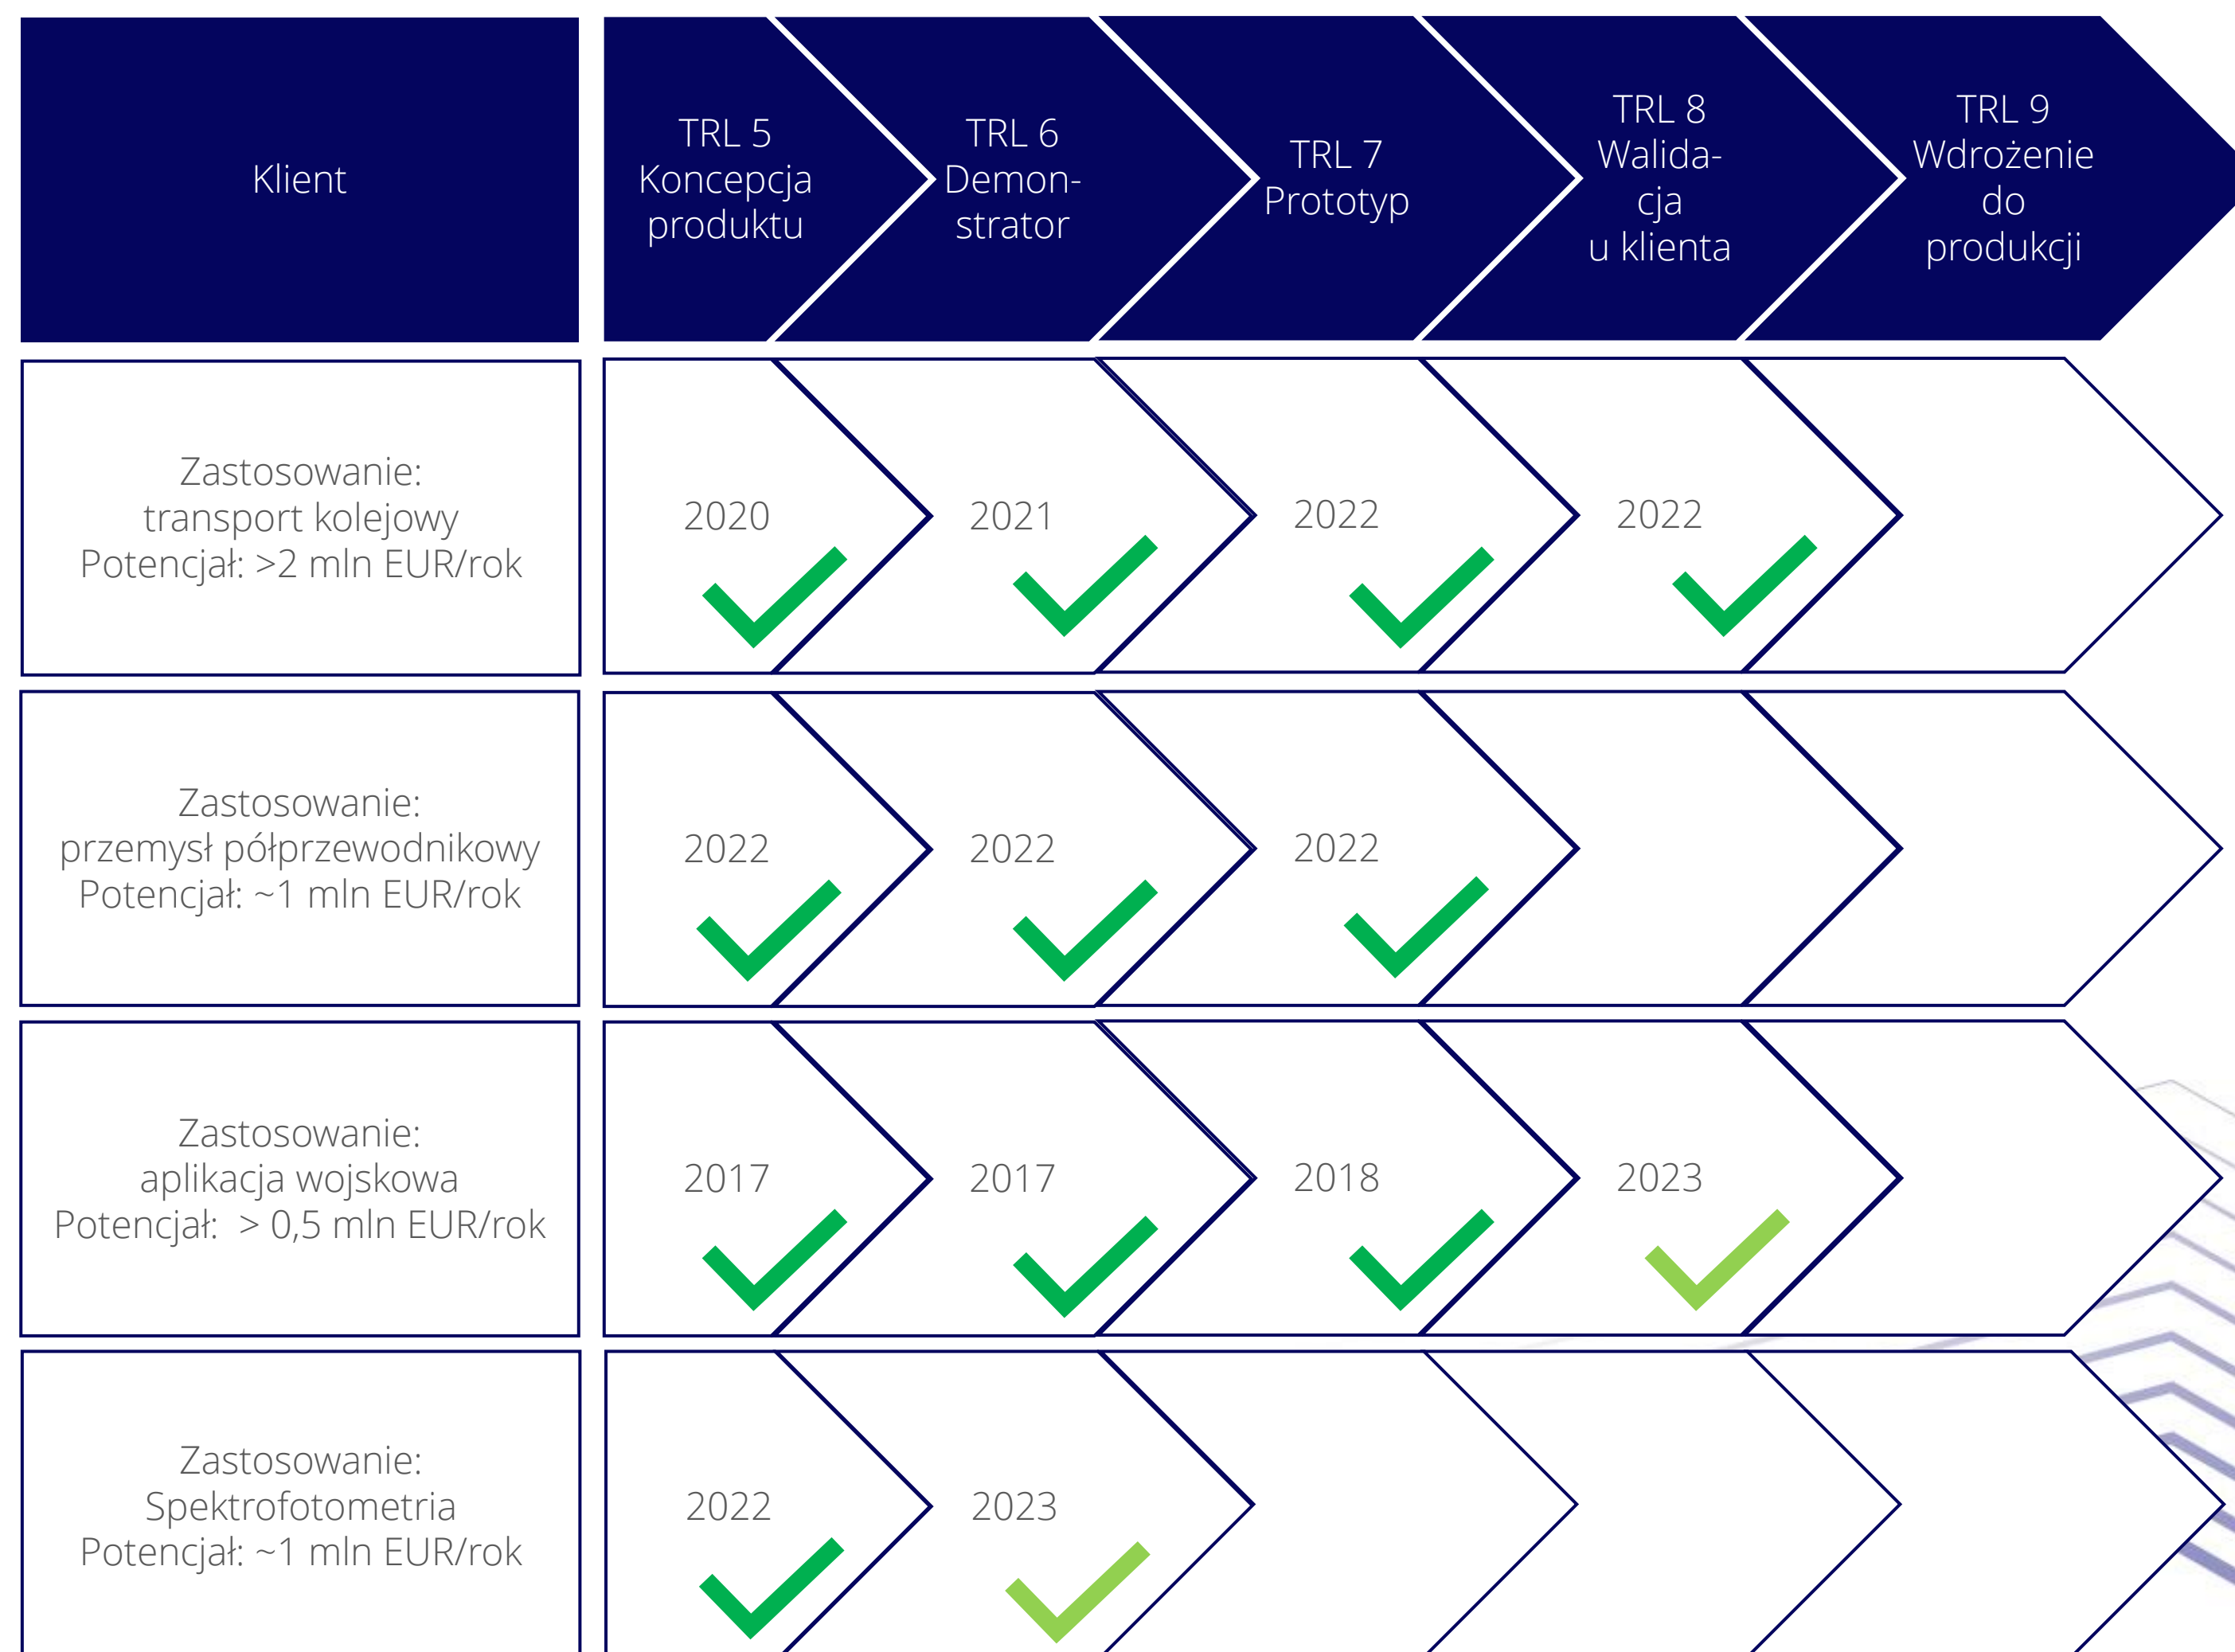 Klient
TRL 5
Koncepcja
produktu
TRL 6
Demon-
strator
TRL 7
Prototyp
TRL 8
Walida-
cja
u klienta
TRL 9
Wdrożenie
do
produkcji
Zastosowanie:
transport kolejowy
Potencjał: >2 mln EUR/rok
2020
2021
2022
2022
Zastosowanie:
przemysł półprzewodnikowy
Potencjał: ~1 mln EUR/rok
2022
2022
2022
Zastosowanie:
aplikacja wojskowa
Potencjał:  > 0,5 mln EUR/rok
2017
2017
2018
2023
Zastosowanie:
Spektrofotometria
Potencjał: ~1 mln EUR/rok
2022
2023